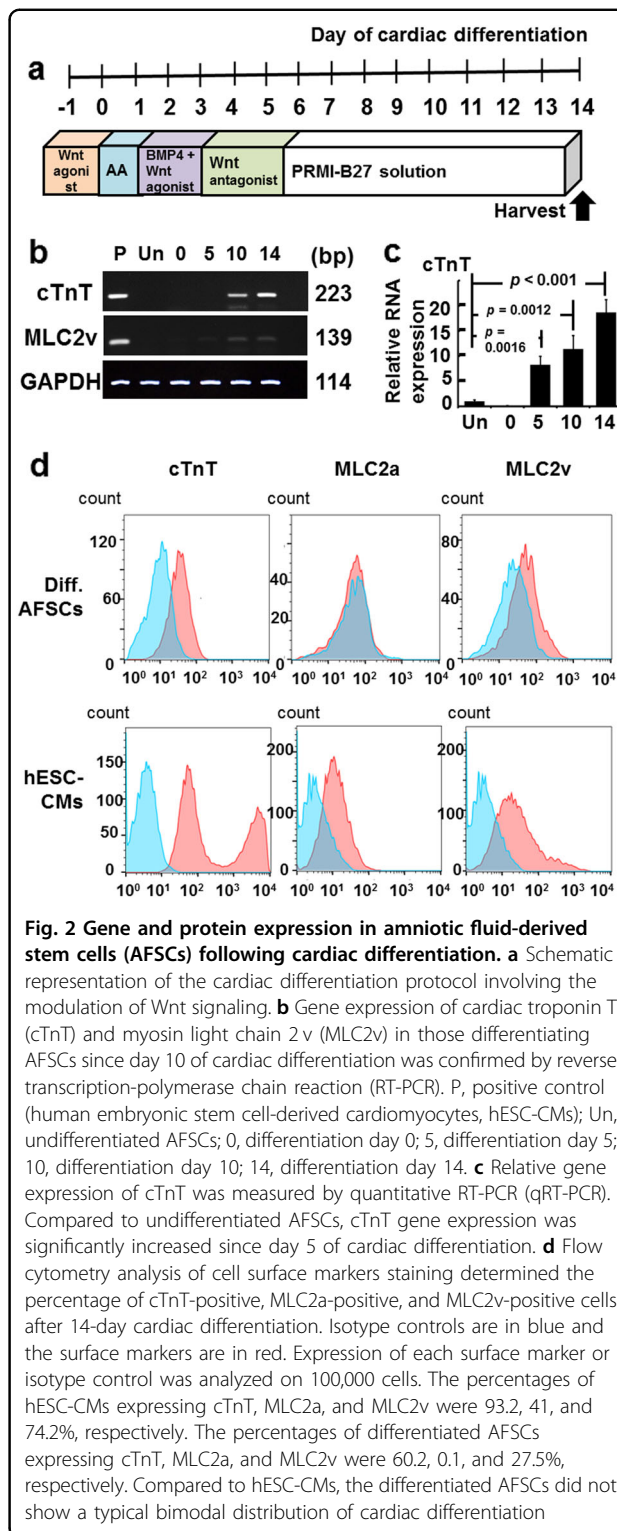 Day of cardiac differentiation
a
-1 0 1 2 3 4 5 6 7 8 9 10 11 12 13 14
Wnt
agoni
st
AA
BMP4 +
Wnt
agonist
Wnt
antagonist
PRMI-B27 solution
Harvest
b
P Un 0 5 10 14 (bp)
cTnT 223
MLC2v 139
GAPDH 114
c
cTnT
Relative RNA
expression
20
15
10
5
0
p < 0.001
p = 0.0012
p =
0.0016
Un 0 5 10 14
d
cTnT MLC2a MLC2v
count count count
Diff.
AFSCs
120
60
0
10⁰ 10¹ 10² 10³ 10⁴
40
20
0
10⁰ 10¹ 10² 10³ 10⁴
80
40
0
10⁰ 10¹ 10² 10³ 10⁴
count count count
hESC-
CMs
150
100
50
0
10⁰ 10¹ 10² 10³ 10⁴
200
100
0
10⁰ 10¹ 10² 10³ 10⁴
200
100
0
10⁰ 10¹ 10² 10³ 10⁴
Fig. 2 Gene and protein expression in amniotic fluid-derived
stem cells (AFSCs) following cardiac differentiation. a Schematic
representation of the cardiac differentiation protocol involving the
modulation of Wnt signaling. b Gene expression of cardiac troponin T
(cTnT) and myosin light chain 2 v (MLC2v) in those differentiating
AFSCs since day 10 of cardiac differentiation was confirmed by reverse
transcription-polymerase chain reaction (RT-PCR). P, positive control
(human embryonic stem cell-derived cardiomyocytes, hESC-CMs); Un,
undifferentiated AFSCs; 0, differentiation day 0; 5, differentiation day 5;
10, differentiation day 10; 14, differentiation day 14. c Relative gene
expression of cTnT was measured by quantitative RT-PCR (qRT-PCR).
Compared to undifferentiated AFSCs, cTnT gene expression was
significantly increased since day 5 of cardiac differentiation. d Flow
cytometry analysis of cell surface markers staining determined the
percentage of cTnT-positive, MLC2a-positive, and MLC2v-positive cells
after 14-day cardiac differentiation. Isotype controls are in blue and
the surface markers are in red. Expression of each surface marker or
isotype control was analyzed on 100,000 cells. The percentages of
hESC-CMs expressing cTnT, MLC2a, and MLC2v were 93.2, 41, and
74.2%, respectively. The percentages of differentiated AFSCs
expressing cTnT, MLC2a, and MLC2v were 60.2, 0.1, and 27.5%,
respectively. Compared to hESC-CMs, the differentiated AFSCs did not
show a typical bimodal distribution of cardiac differentiation